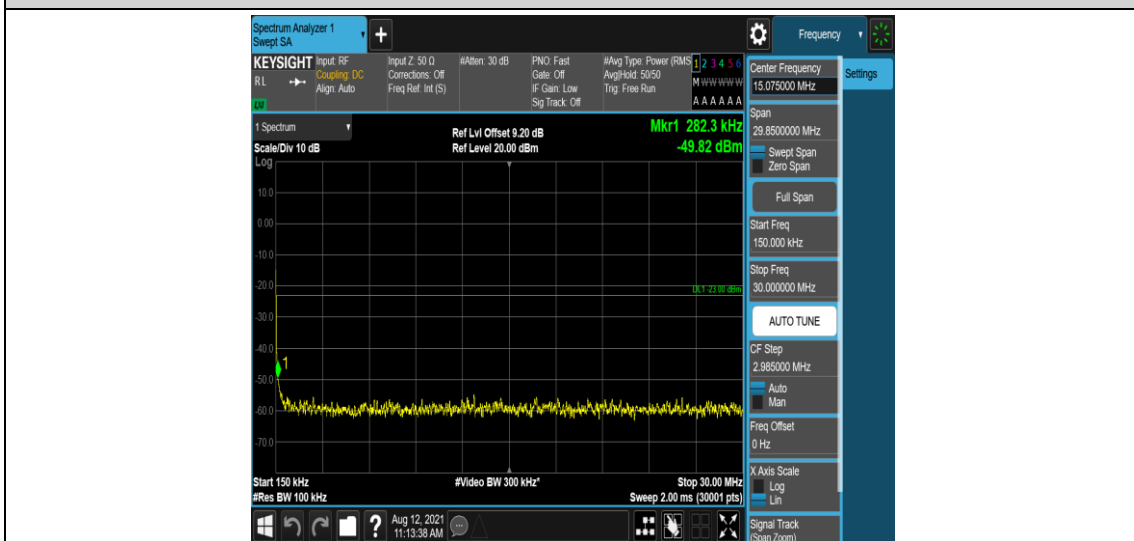 Spectrum Analyzer 1
Swept SA
+
Frequency
KEYSIGHT
RL
LXI
Input: RF
Coupling: DC
Align: Auto
Input Z: 50 Ω
Corrections: Off
Freq Ref: Int (S)
#Atten: 30 dB
PNO: Fast
Gate: Off
IF Gain: Low
Sig Track: Off
#Avg Type: Power (RMS
Avg|Hold: 50/50
Trig: Free Run
1 2 3 4 5 6
M W W W W W
A A A A A A
1 Spectrum
Scale/Div 10 dB
Log
Ref Lvl Offset 9.20 dB
Ref Level 20.00 dBm
Mkr1 282.3 kHz
-49.82 dBm
10.0
0.00
-10.0
-20.0
-30.0
-40.0
-50.0
-60.0
-70.0
DL1 -23.00 dBm
1
Start 150 kHz
#Res BW 100 kHz
#Video BW 300 kHz*
Stop 30.00 MHz
Sweep 2.00 ms (30001 pts)
?
Aug 12, 2021
11:13:38 AM
Center Frequency
15.075000 MHz
Settings
Span
29.8500000 MHz
Swept Span
Zero Span
Full Span
Start Freq
150.000 kHz
Stop Freq
30.000000 MHz
AUTO TUNE
CF Step
2.985000 MHz
Auto
Man
Freq Offset
0 Hz
X Axis Scale
Log
Lin
Signal Track
(Span Zoom)